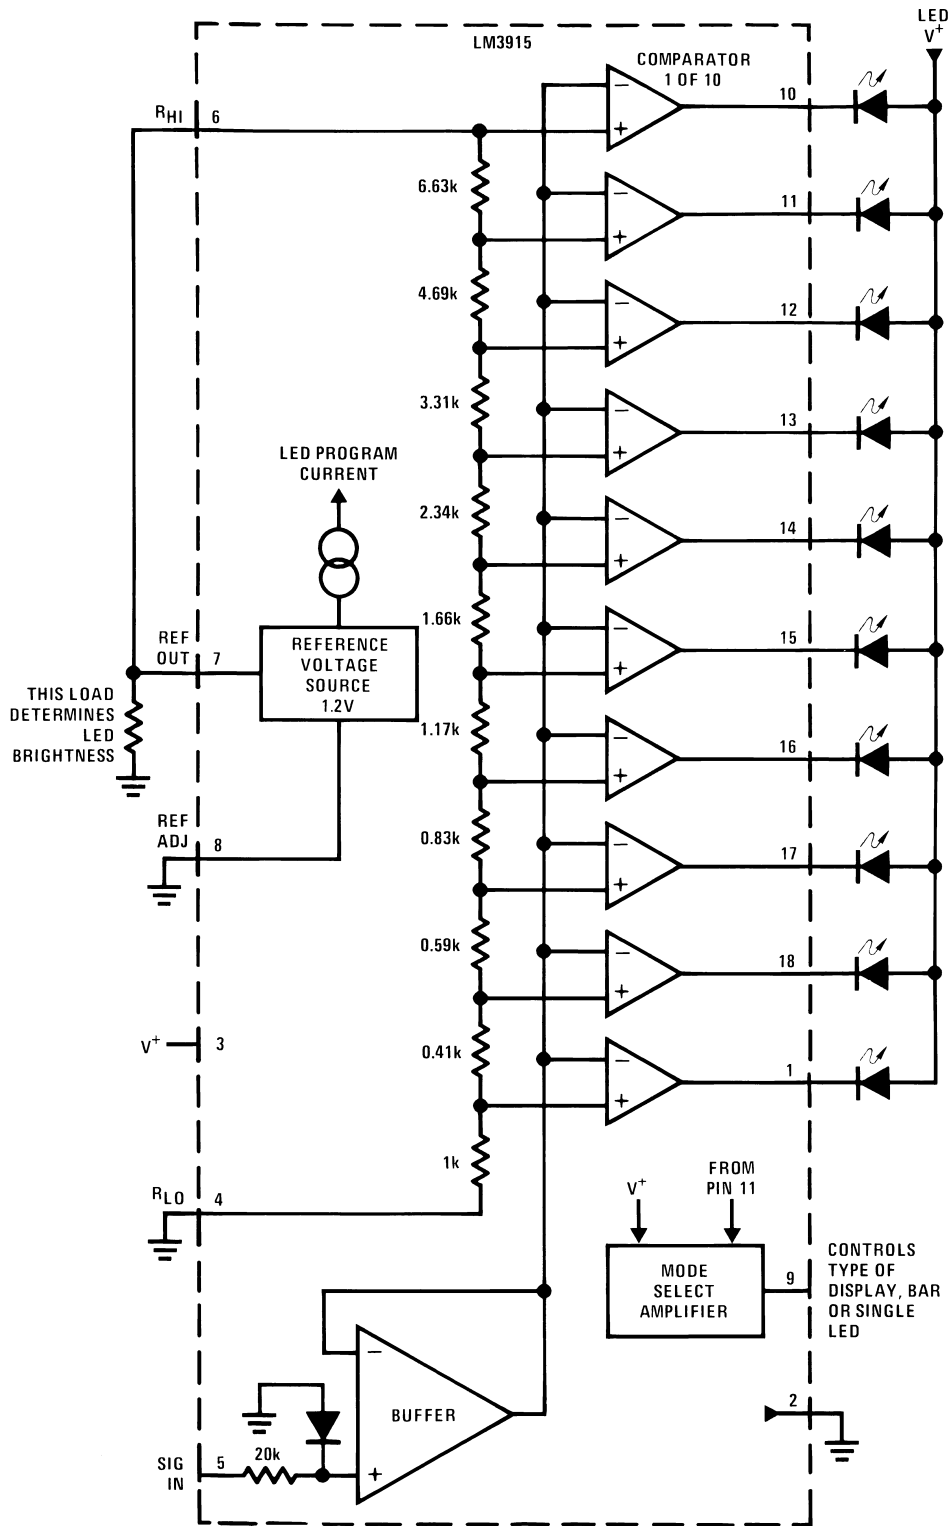 LED
V+
LM3915
COMPARATOR
1 OF 10
10
RHI
6
6.63k
11
4.69k
12
3.31k
13
LED PROGRAM
CURRENT
2.34k
14
1.66k
15
REF
OUT
7
REFERENCE
VOLTAGE
SOURCE
1.2V
THIS LOAD
DETERMINES
LED
BRIGHTNESS
1.17k
16
REF
ADJ
8
0.83k
17
0.59k
18
V+
3
0.41k
1
1k
RLO
4
V+
FROM
PIN 11
MODE
SELECT
AMPLIFIER
9
CONTROLS
TYPE OF
DISPLAY, BAR
OR SINGLE
LED
BUFFER
2
SIG
IN
5
20k
− +
− +
− +
− +
− +
− +
− +
− +
− +
− +
− +